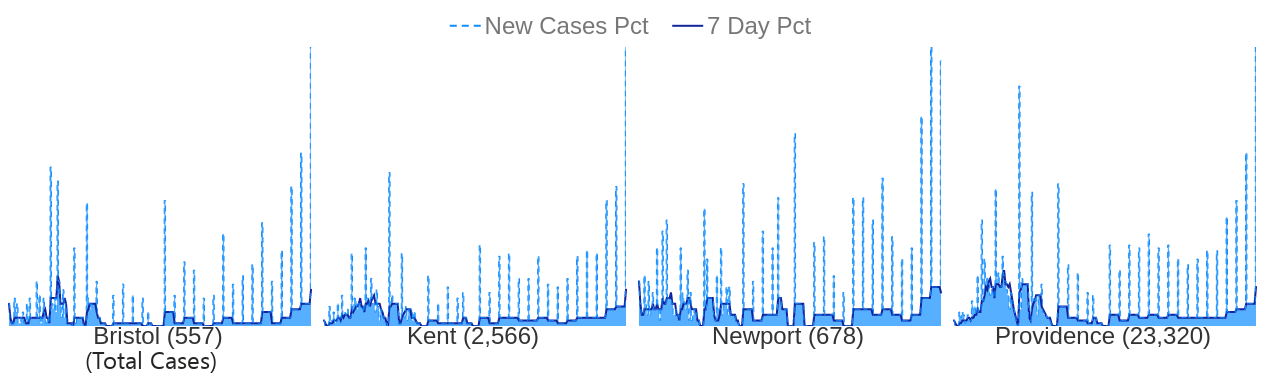 New Cases Pct 7 Day Pct
Bristol (557) Kent (2,566) Newport (678) Providence (23,320)
(Total Cases)